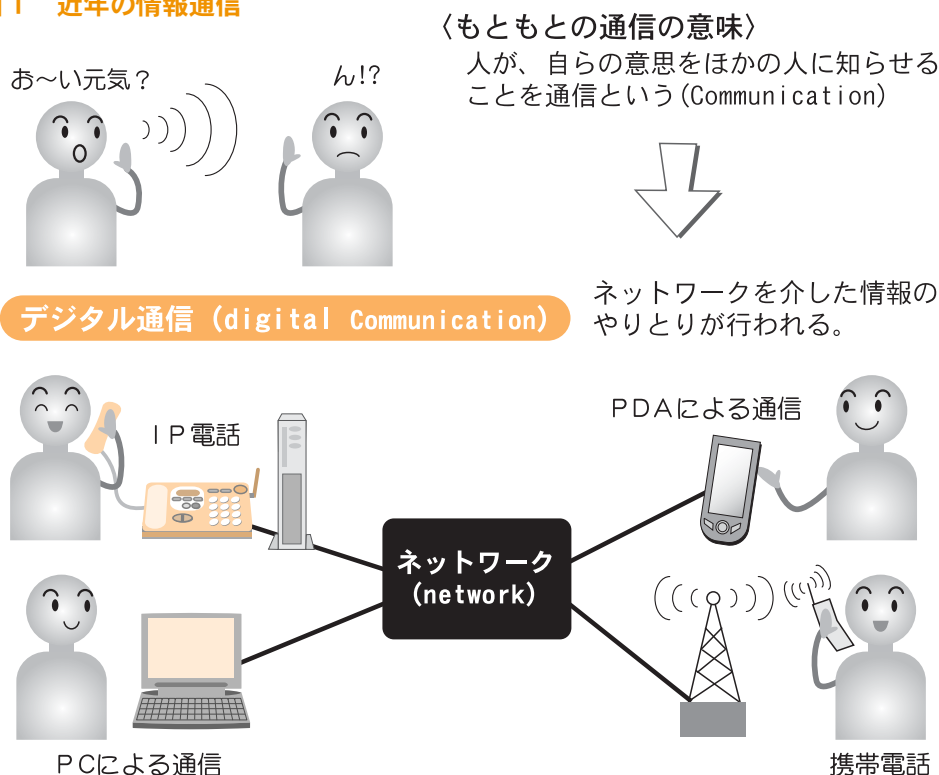 近年の情報通信
〈もともとの通信の意味〉
人が、自らの意思をほかの人に知らせる
ことを通信という(Communication)
お～い元気？
ん!?
ネットワークを介した情報の
やりとりが行われる。
デジタル通信 (digital Communication)
IP電話
PDAによる通信
ネットワーク
(network)
PCによる通信
携帯電話